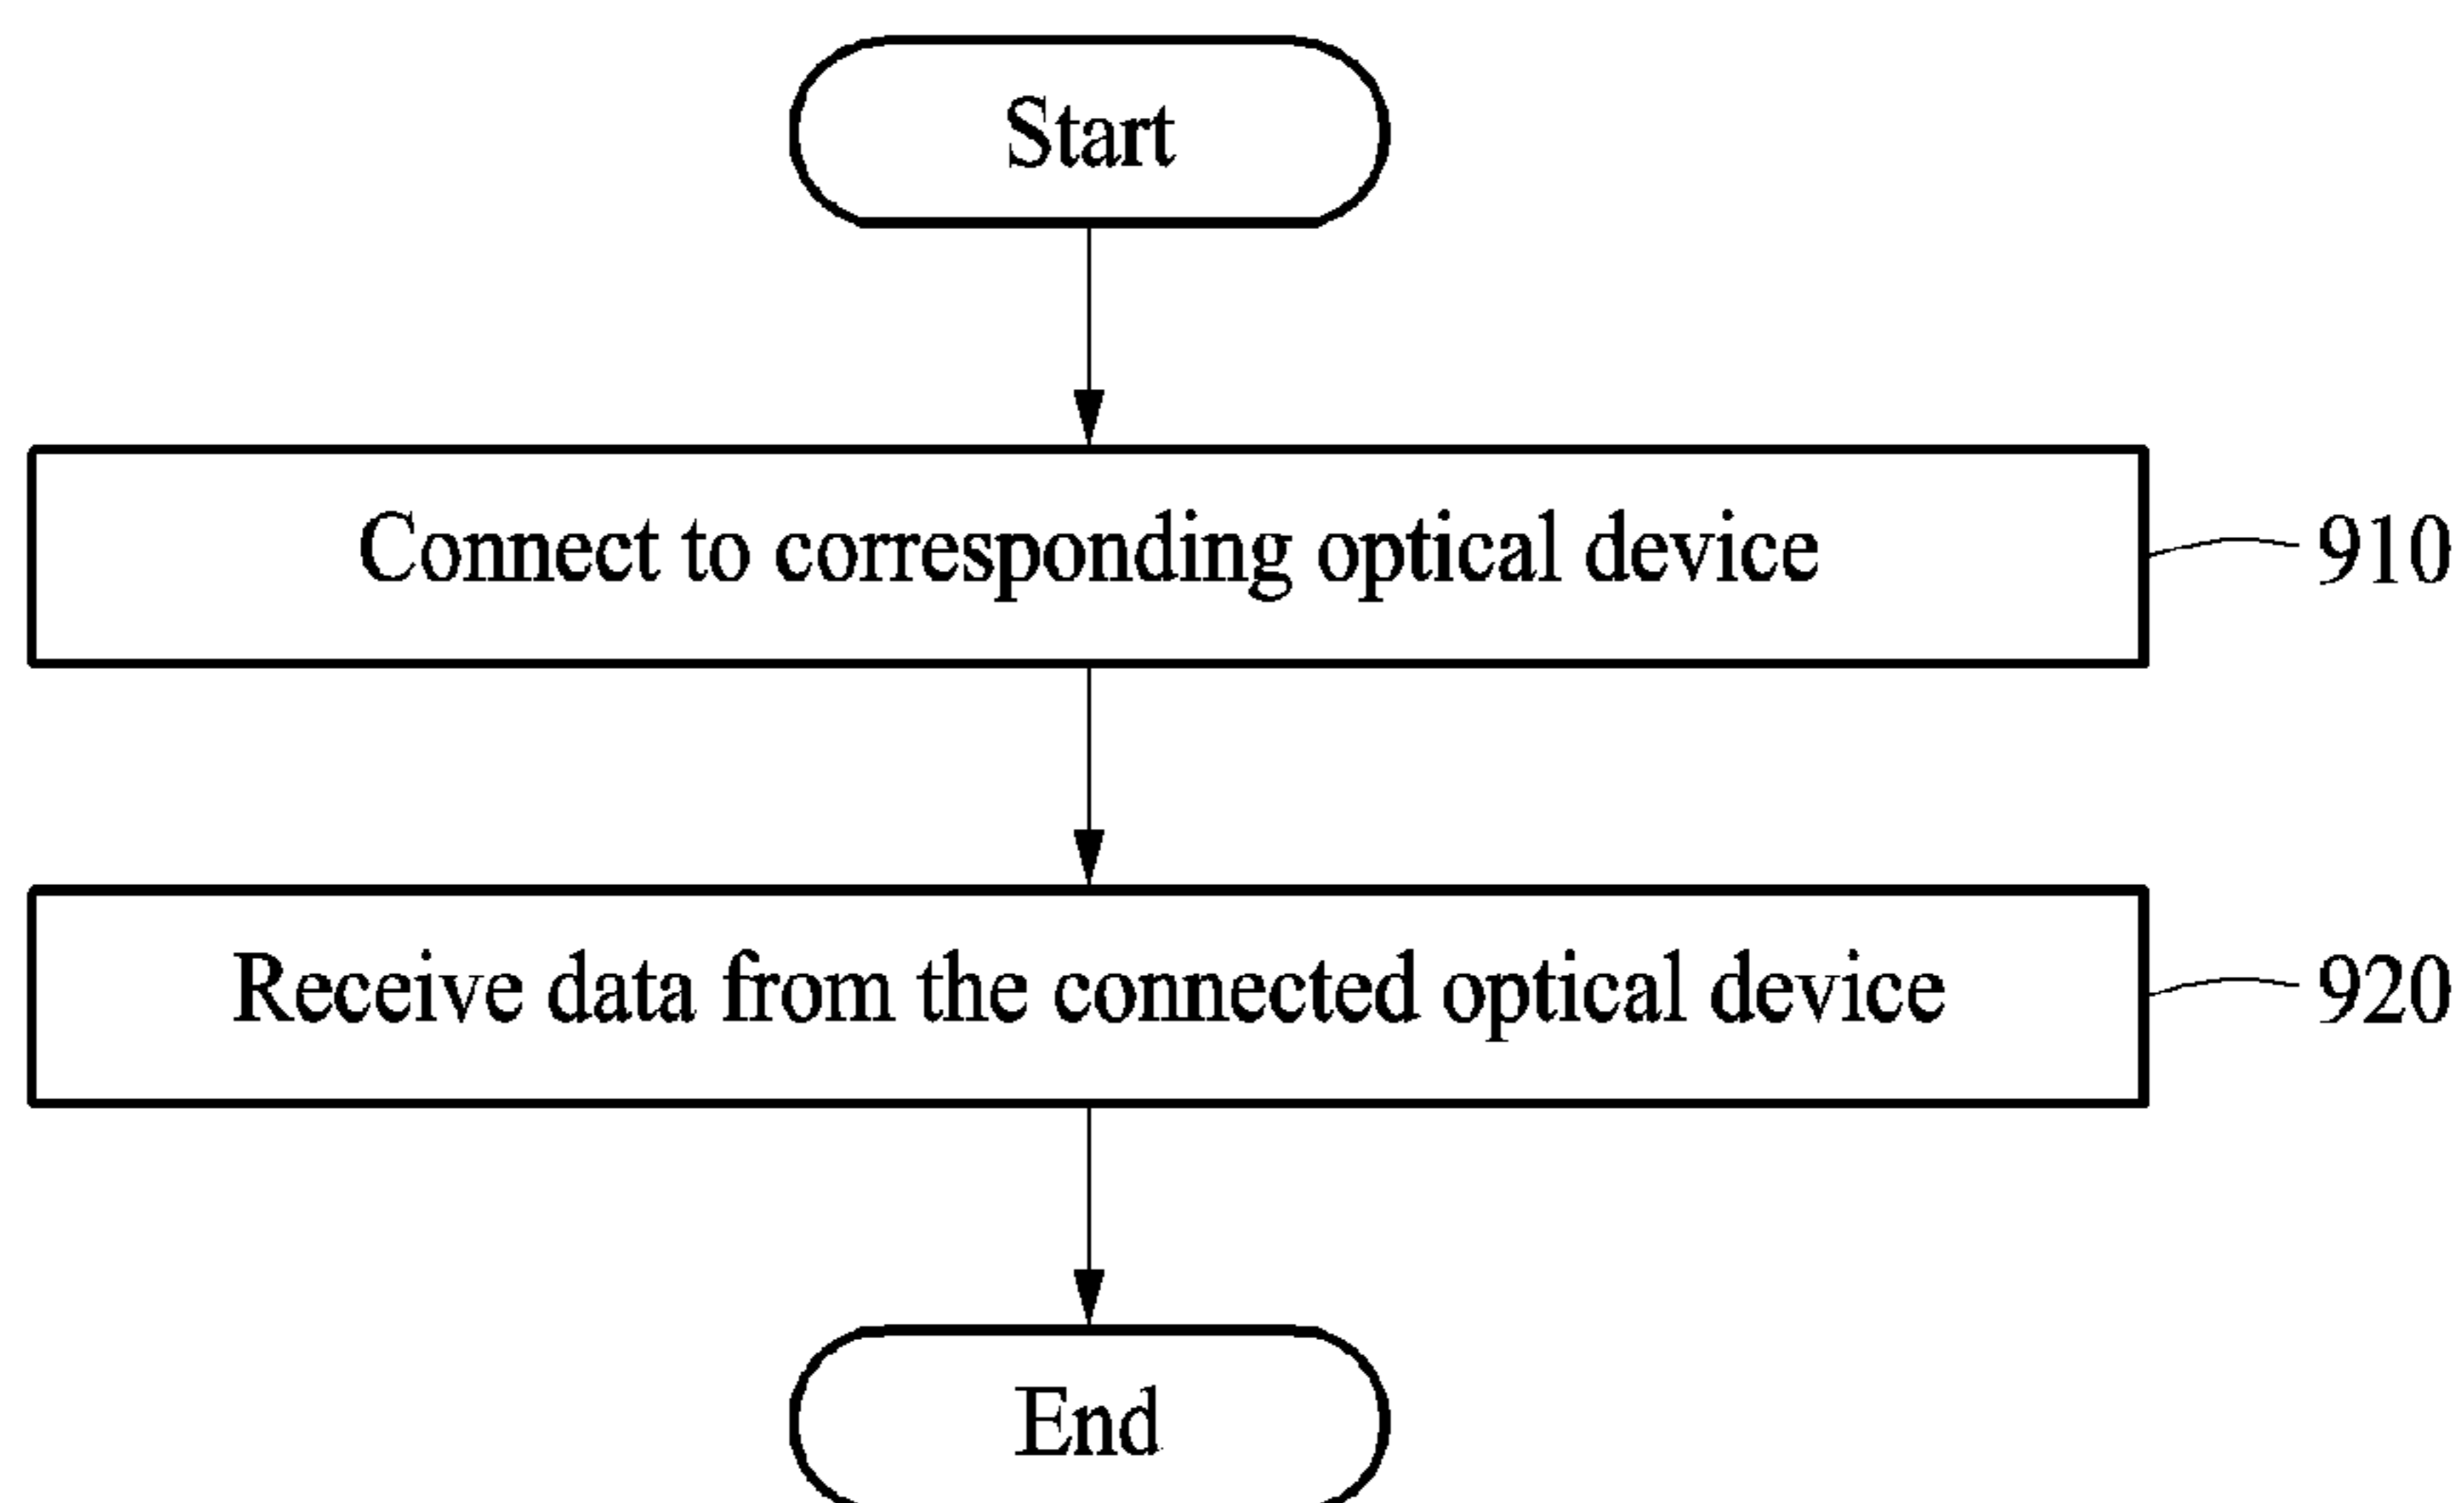 Start
Connect to corresponding optical device
910
Receive data from the connected optical device
920
End